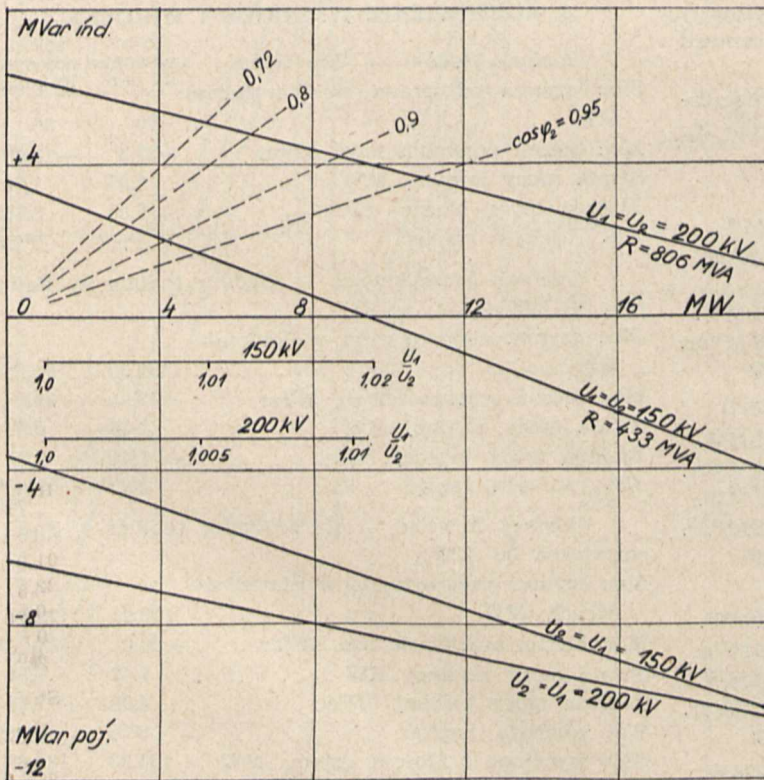 MVar ind.
0,72
0,8
0,9
cosφ₂ = 0,95
+4
U₁ = U₂ = 200 kV
R = 806 MVA
0
4
8
12
16
MW
150 kV
U₁
U₂
1,0
1,01
1,02
U₁ = U₂ = 150 kV
R = 433 MVA
200 kV
U₁
U₂
1,0
1,005
1,01
-4
-8
U₂ = U₁ = 150 kV
U₂ = U₁ = 200 kV
MVar poj.
-12